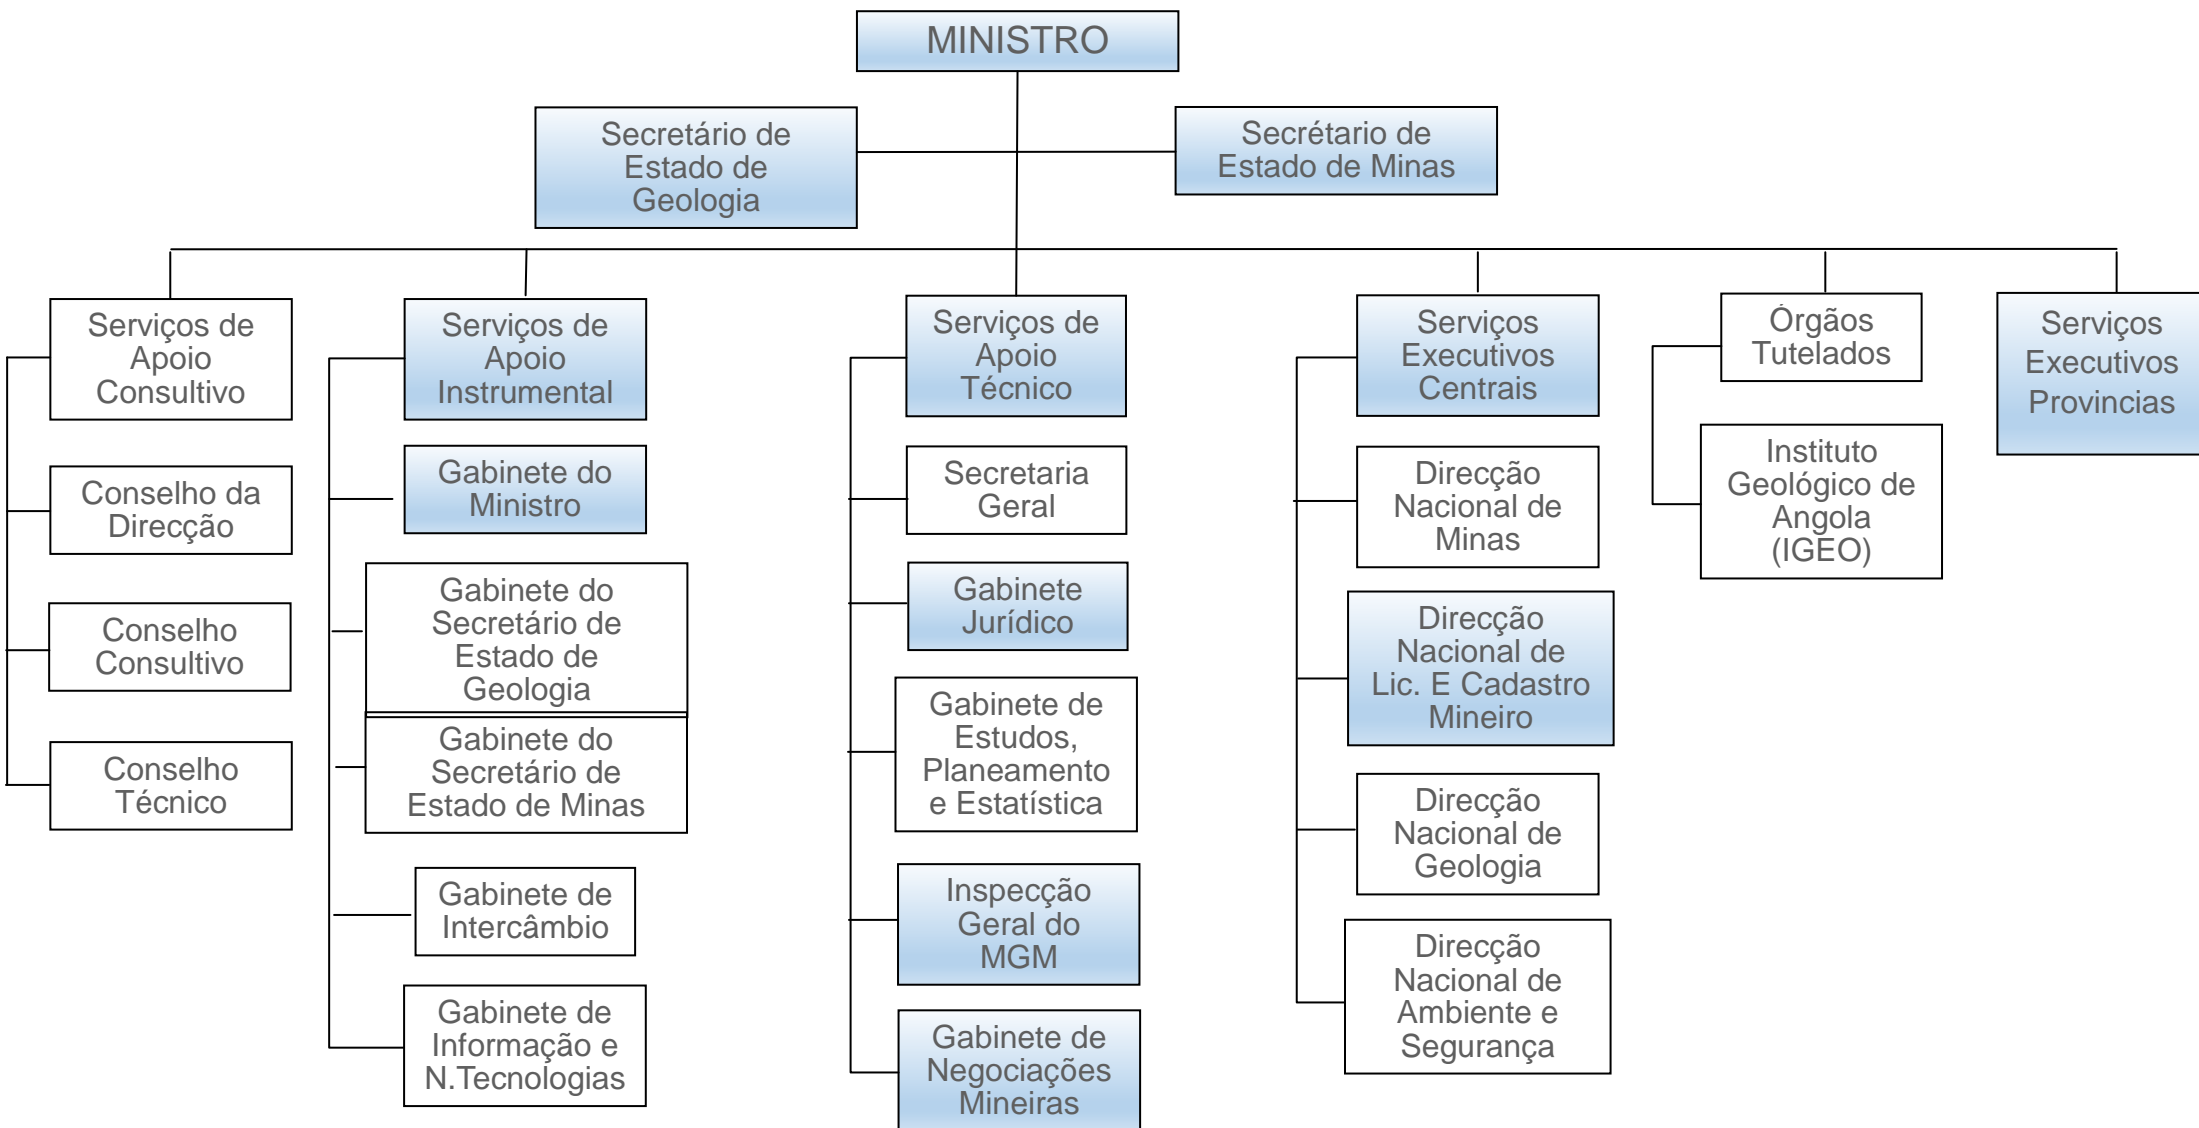 MINISTRO
Secretário de
Estado de
Geologia
Secrétario de
Estado de Minas
Serviços de
Apoio
Consultivo
Conselho da
Direcção
Conselho
Consultivo
Conselho
Técnico
Serviços de
Apoio
Instrumental
Gabinete do
Ministro
Gabinete do
Secretário de
Estado de
Geologia
Gabinete do
Secretário de
Estado de Minas
Gabinete de
Intercâmbio
Gabinete de
Informação e
N.Tecnologias
Serviços de
Apoio
Técnico
Secretaria
Geral
Gabinete
Jurídico
Gabinete de
Estudos,
Planeamento
e Estatística
Inspecção
Geral do
MGM
Gabinete de
Negociações
Mineiras
Serviços
Executivos
Centrais
Direcção
Nacional de
Minas
Direcção
Nacional de
Lic. E Cadastro
Mineiro
Direcção
Nacional de
Geologia
Direcção
Nacional de
Ambiente e
Segurança
Órgãos
Tutelados
Instituto
Geológico de
Angola
(IGEO)
Serviços
Executivos
Provincias